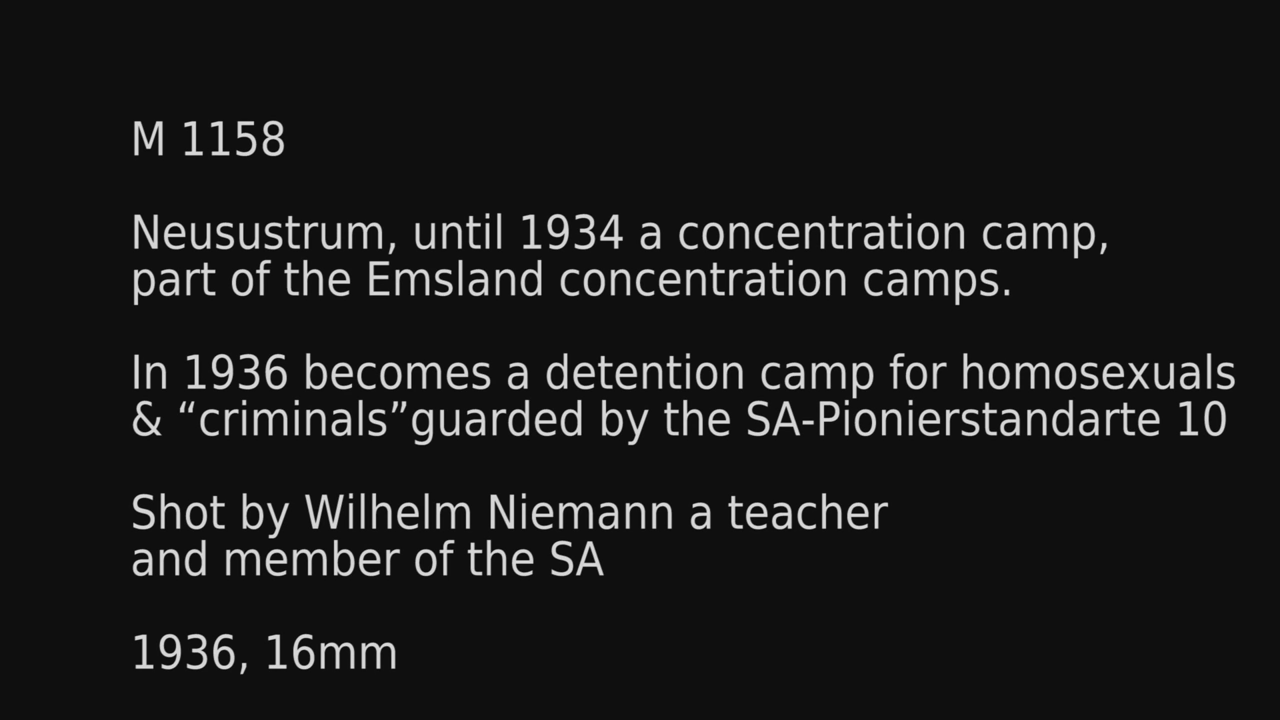 M 1158
Neusustrum, until 1934 a concentration camp,
part of the Emsland concentration camps.
In 1936 becomes a detention camp for homosexuals
& “criminals”guarded by the SA-Pionierstandarte 10
Shot by Wilhelm Niemann a teacher
and member of the SA
1936, 16mm